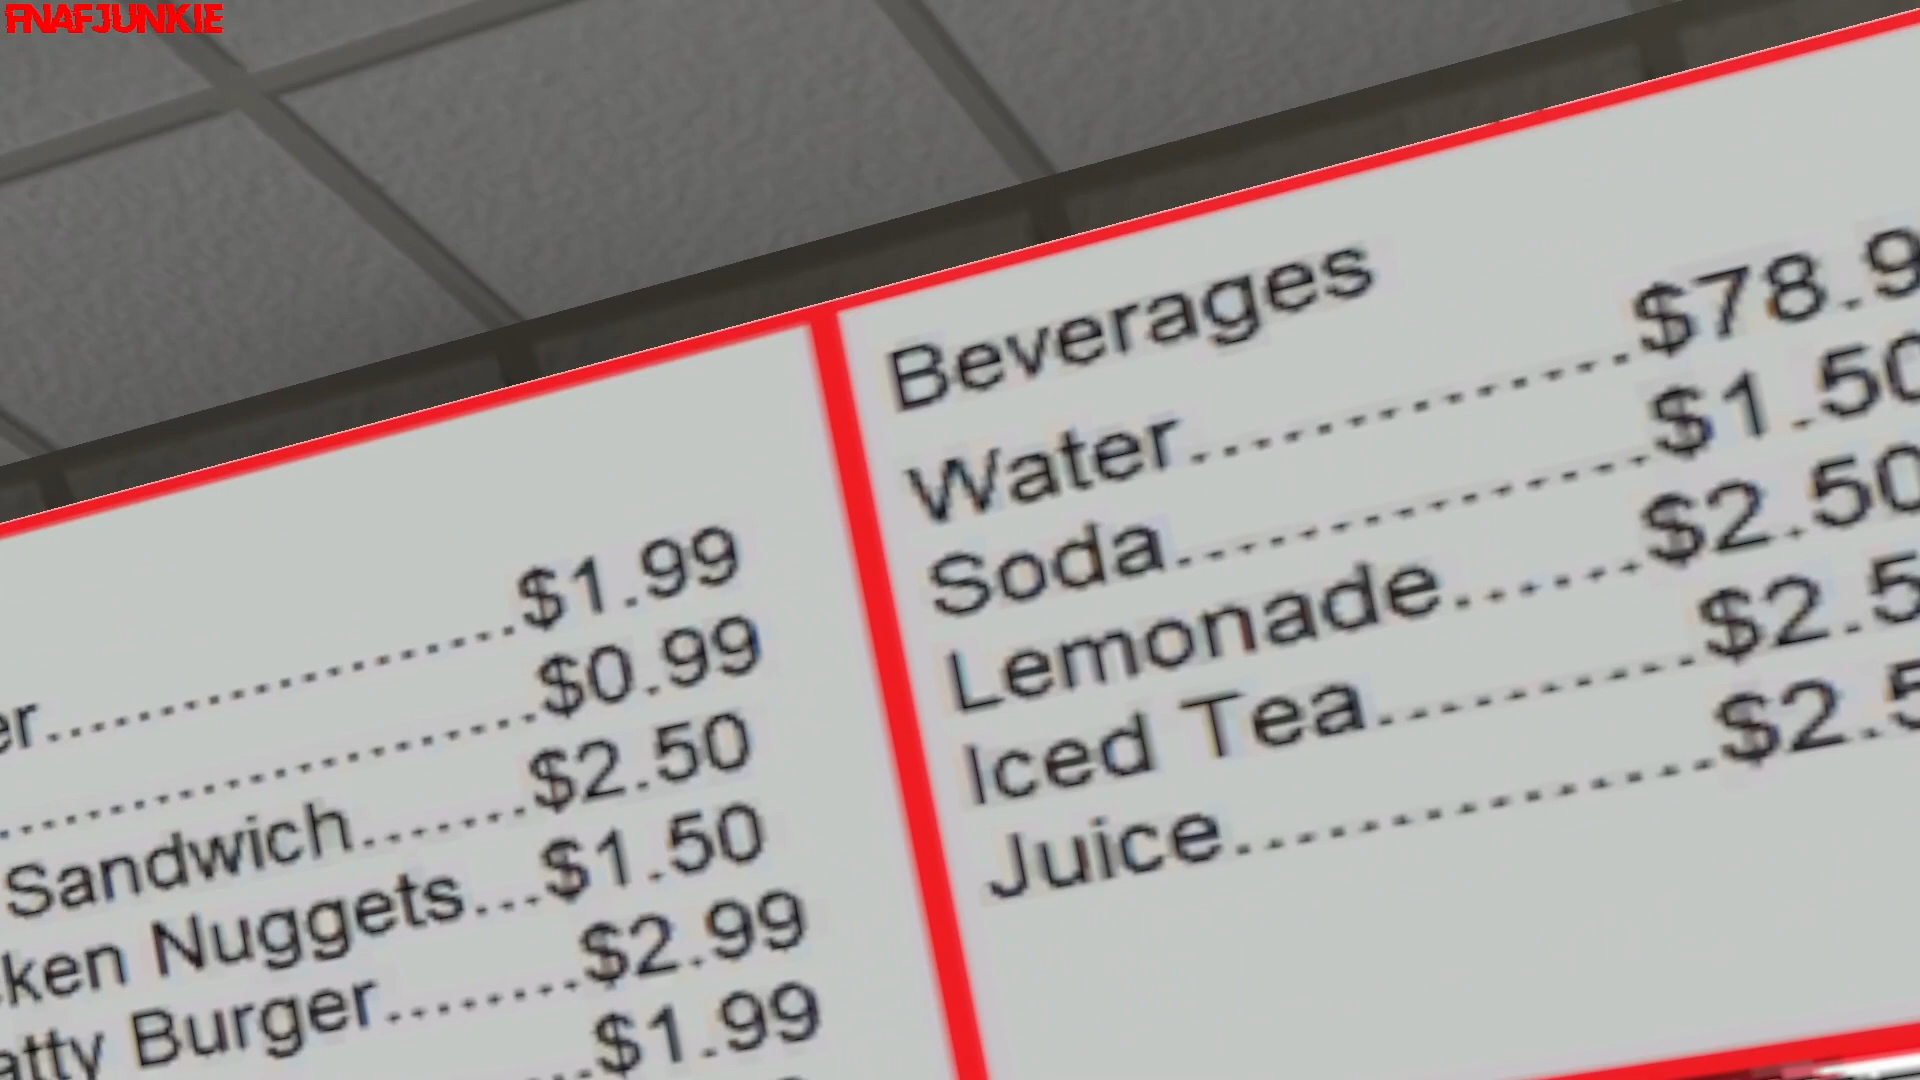 FNAFJUNKIE
er....................$1.99
.......................$0.99
Sandwich.......$2.50
ken Nuggets...$1.50
atty Burger........$2.99
..$1.99
Beverages
Water....................$78.9
Soda......................$1.50
Lemonade........$2.50
Iced Tea..............$2.5
Juice.....................$2.5